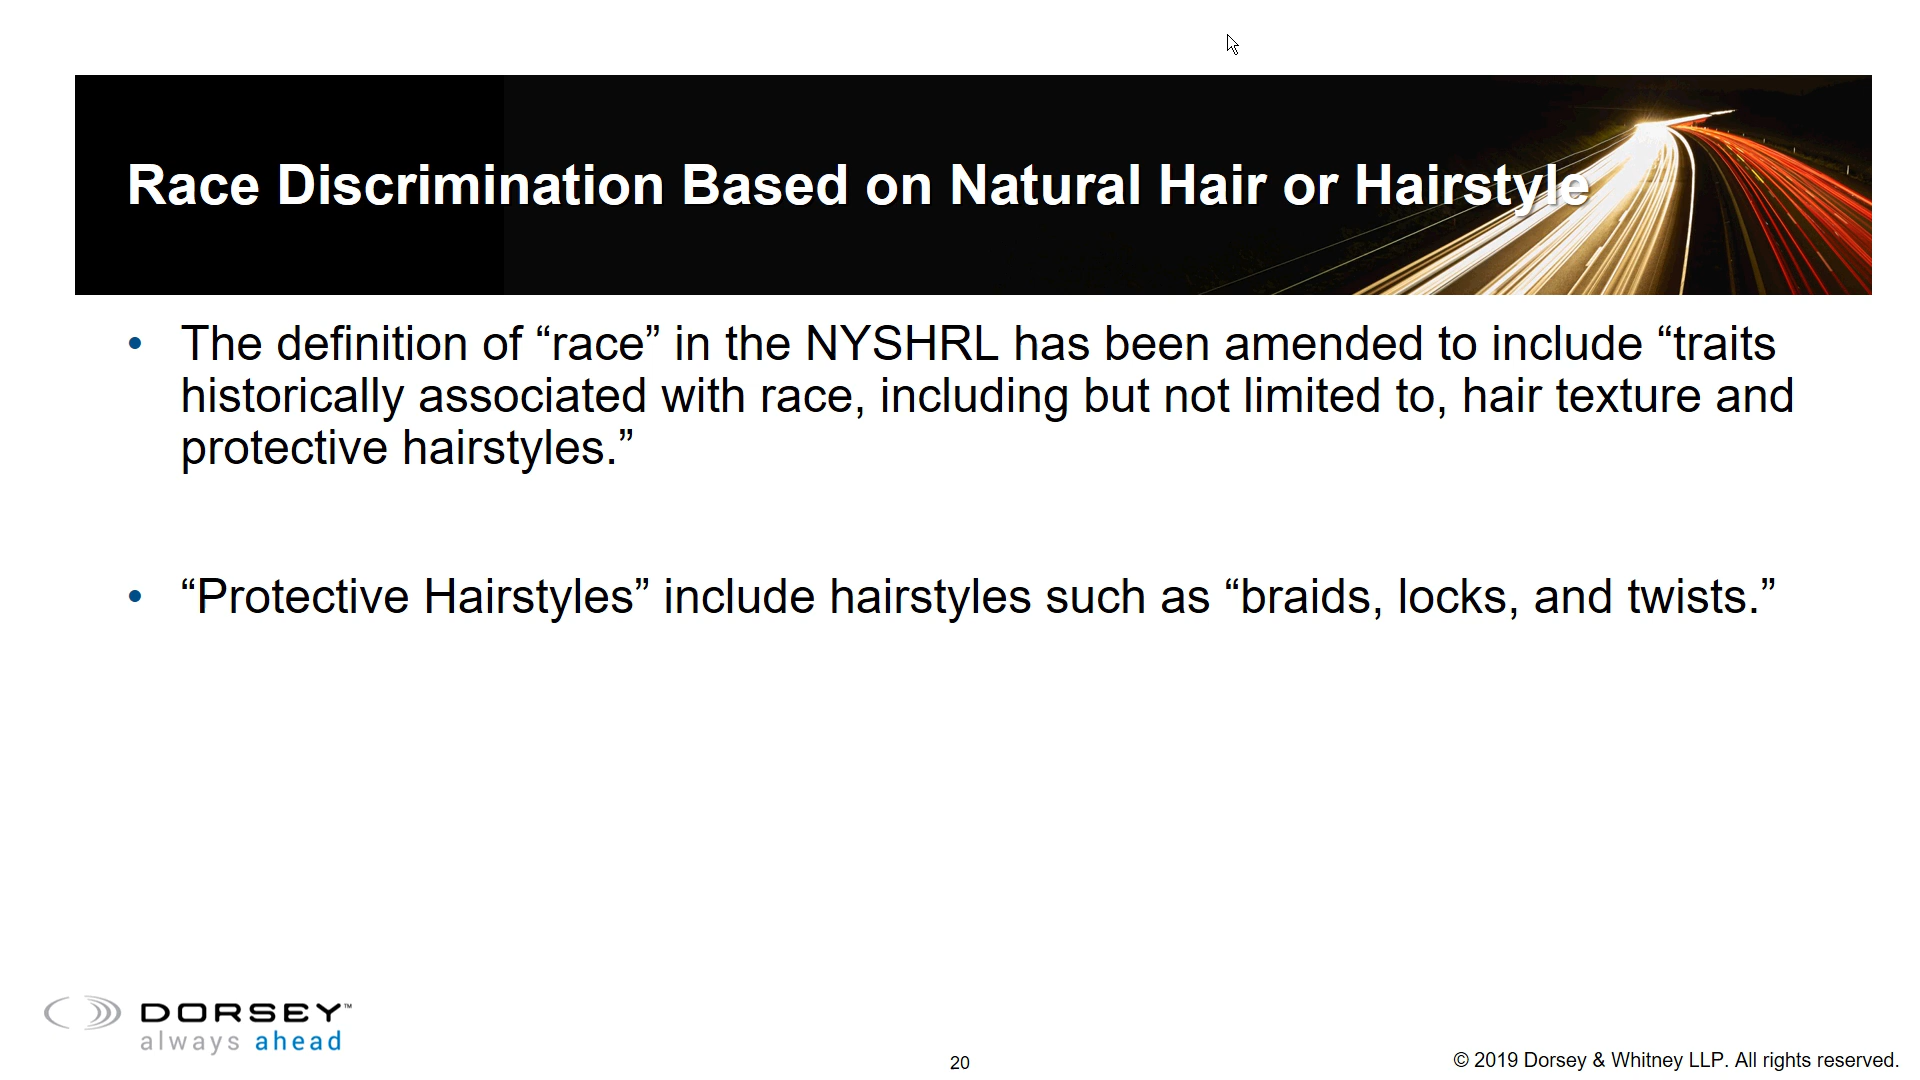 Race Discrimination Based on Natural Hair or Hairstyle
• The definition of “race” in the NYSHRL has been amended to include “traits
historically associated with race, including but not limited to, hair texture and
protective hairstyles.”
• “Protective Hairstyles” include hairstyles such as “braids, locks, and twists.”
DORSEY™
always ahead
20
© 2019 Dorsey & Whitney LLP. All rights reserved.